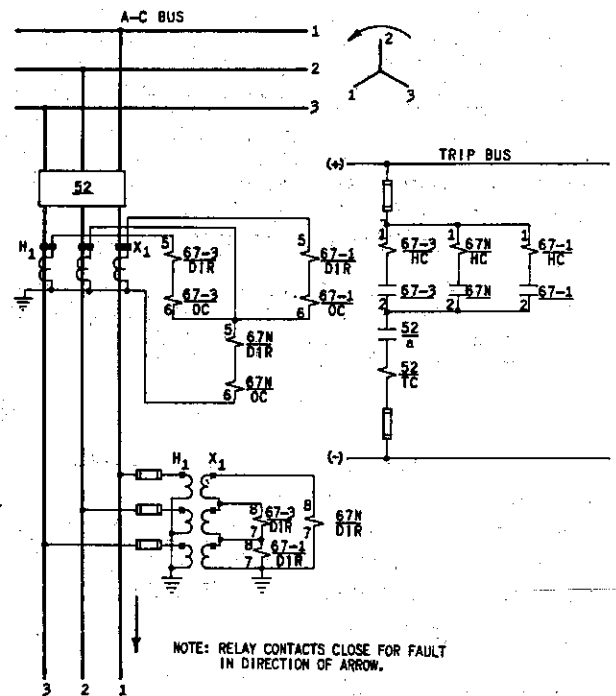 A-C BUS
1
2
3
2
1 3
(+) TRIP BUS
52
H1 X1
5 67-3
DIR
67-3
6 OC
5 67-1
DIR
67-1
6 OC
5 67N
DIR
67N
6 OC
1 67-3
HC
1 67N
HC
1 67-1
HC
67-3
2
67N
2
67-1
2
52
a
52
TC
(-)
H1 X1
8 67-3
7 DIR
8 67-1
7 DIR
8 67N
7 DIR
NOTE: RELAY CONTACTS CLOSE FOR FAULT
IN DIRECTION OF ARROW.
3 2 1